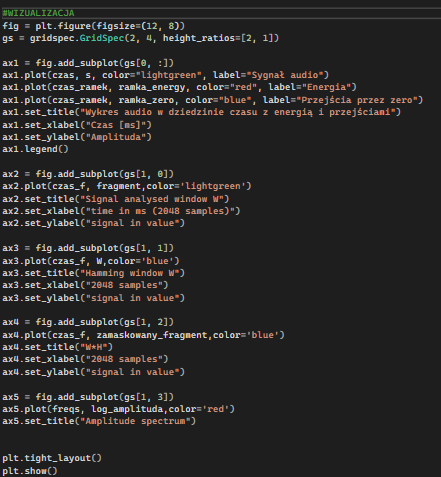 #WIZUALIZACJA
fig = plt.figure(figsize=(12, 8))
gs = gridspec.GridSpec(2, 4, height_ratios=[2, 1])
ax1 = fig.add_subplot(gs[0, :])
ax1.plot(czas, s, color="lightgreen", label="Sygnał audio")
ax1.plot(czas_ramek, ramka_energy, color="red", label="Energia")
ax1.plot(czas_ramek, ramka_zero, color="blue", label="Przejścia przez zero")
ax1.set_title("Wykres audio w dziedzinie czasu z energią i przejściami")
ax1.set_xlabel("Czas [ms]")
ax1.set_ylabel("Amplituda")
ax1.legend()
ax2 = fig.add_subplot(gs[1, 0])
ax2.plot(czas_f, fragment,color='lightgreen')
ax2.set_title("Signal analysed window W")
ax2.set_xlabel("time in ms (2048 samples)")
ax2.set_ylabel("signal in value")
ax3 = fig.add_subplot(gs[1, 1])
ax3.plot(czas_f, W,color='blue')
ax3.set_title("Hamming window W")
ax3.set_xlabel("2048 samples")
ax3.set_ylabel("signal in value")
ax4 = fig.add_subplot(gs[1, 2])
ax4.plot(czas_f, zamaskowany_fragment,color='blue')
ax4.set_title("W*H")
ax4.set_xlabel("2048 samples")
ax4.set_ylabel("signal in value")
ax5 = fig.add_subplot(gs[1, 3])
ax5.plot(freqs, log_amplituda,color='red')
ax5.set_title("Amplitude spectrum")
plt.tight_layout()
plt.show()